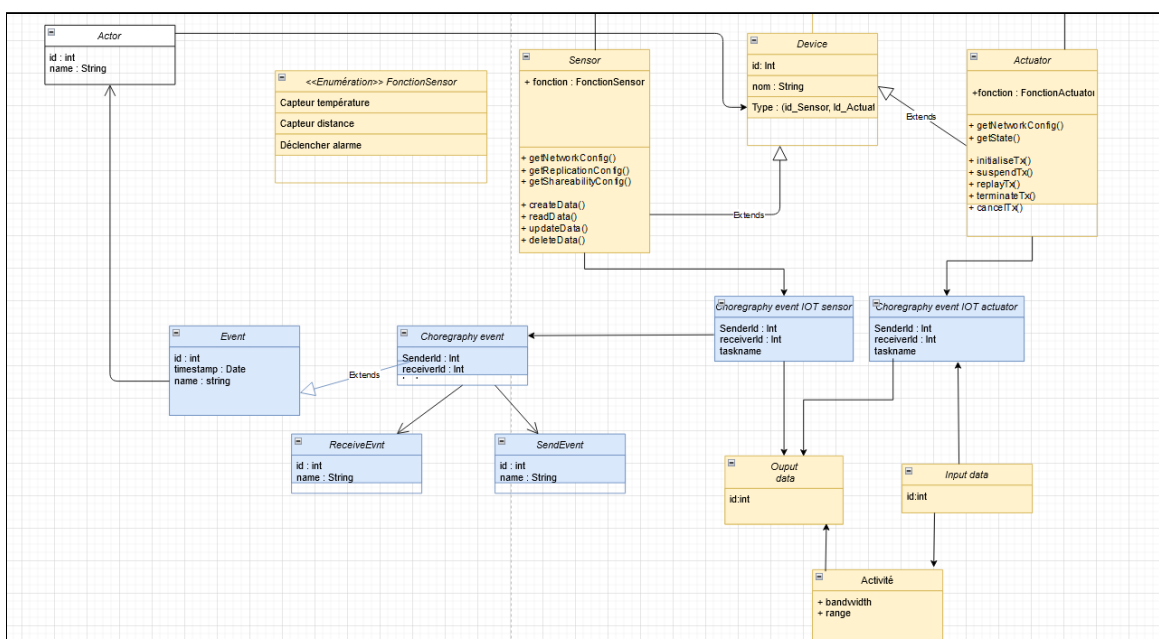 Actor
id : int
name : String
<<Enumération>> FonctionSensor
Capteur température
Capteur distance
Déclencher alarme
Sensor
+ fonction : FonctionSensor
+ getNetworkConfig()
+ getReplicationConfig()
+ getShareabilityConfig()
+ createData()
+ readData()
+ updateData()
+ deleteData()
Device
id: Int
nom : String
Type : (id_Sensor, Id_Actuat
Extends
Extends
Actuator
+fonction : FonctionActuator
+ getNetworkConfig()
+ getState()
+ initialiseTx()
+ suspendTx()
+ replayTx()
+ terminateTx()
+ cancelTx()
Event
id : int
timestamp : Date
name : string
Extends
Choregraphy event
SenderId : Int
receiverId : Int
Choregraphy event IOT sensor
SenderId : Int
receiverId : Int
taskname
Choregraphy event IOT actuator
SenderId : Int
receiverId : Int
taskname
ReceiveEvnt
id : int
name : String
SendEvent
id : int
name : String
Ouput
data
id:int
Input data
id:int
Activité
+ bandwidth
+ range